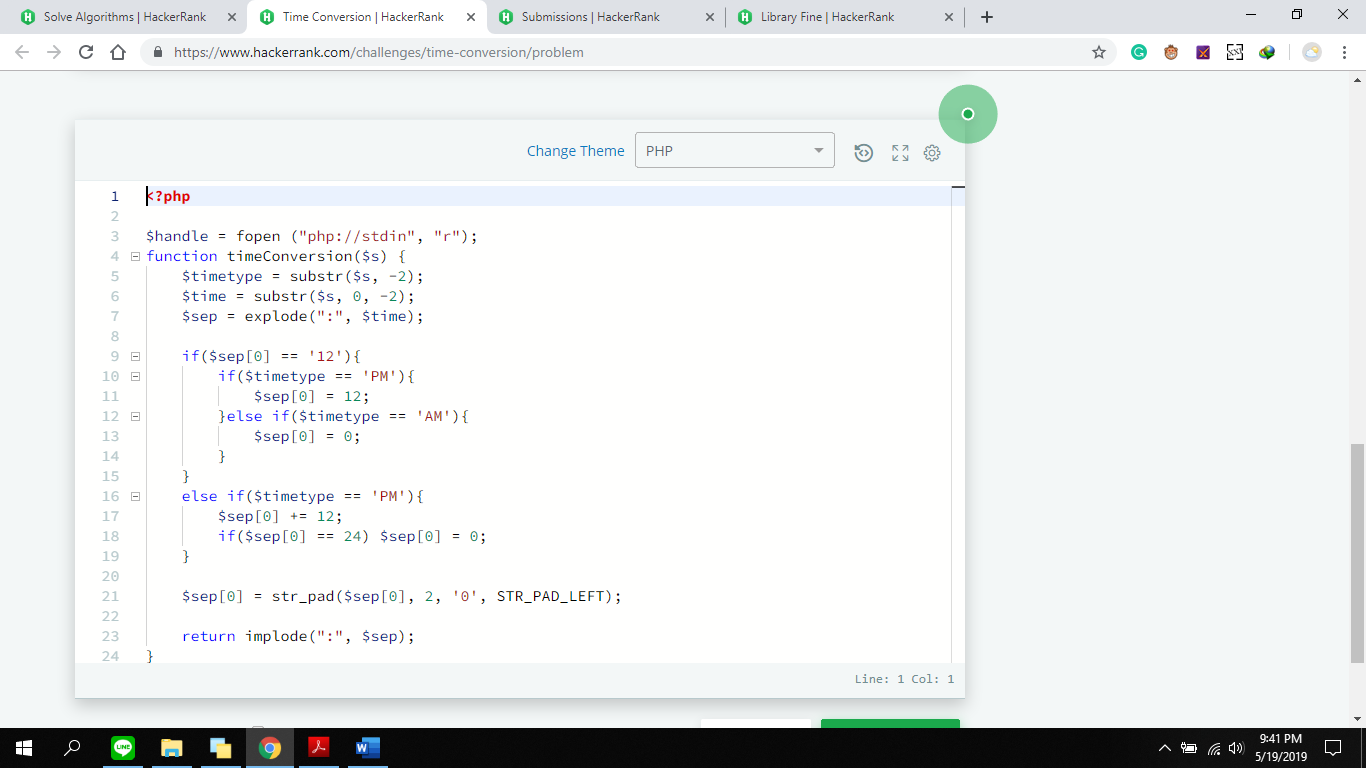 Solve Algorithms | HackerRank
Time Conversion | HackerRank
Submissions | HackerRank
Library Fine | HackerRank
https://www.hackerrank.com/challenges/time-conversion/problem
Change Theme
PHP
1 <?php
2
3 $handle = fopen ("php://stdin", "r");
4 function timeConversion($s) {
5 $timetype = substr($s, -2);
6 $time = substr($s, 0, -2);
7 $sep = explode(":", $time);
8
9 if($sep[0] == '12'){
10 if($timetype == 'PM'){
11 $sep[0] = 12;
12 }else if($timetype == 'AM'){
13 $sep[0] = 0;
14 }
15 }
16 else if($timetype == 'PM'){
17 $sep[0] += 12;
18 if($sep[0] == 24) $sep[0] = 0;
19 }
20
21 $sep[0] = str_pad($sep[0], 2, '0', STR_PAD_LEFT);
22
23 return implode(":", $sep);
24 }
Line: 1 Col: 1
LINE
W
9:41 PM
5/19/2019